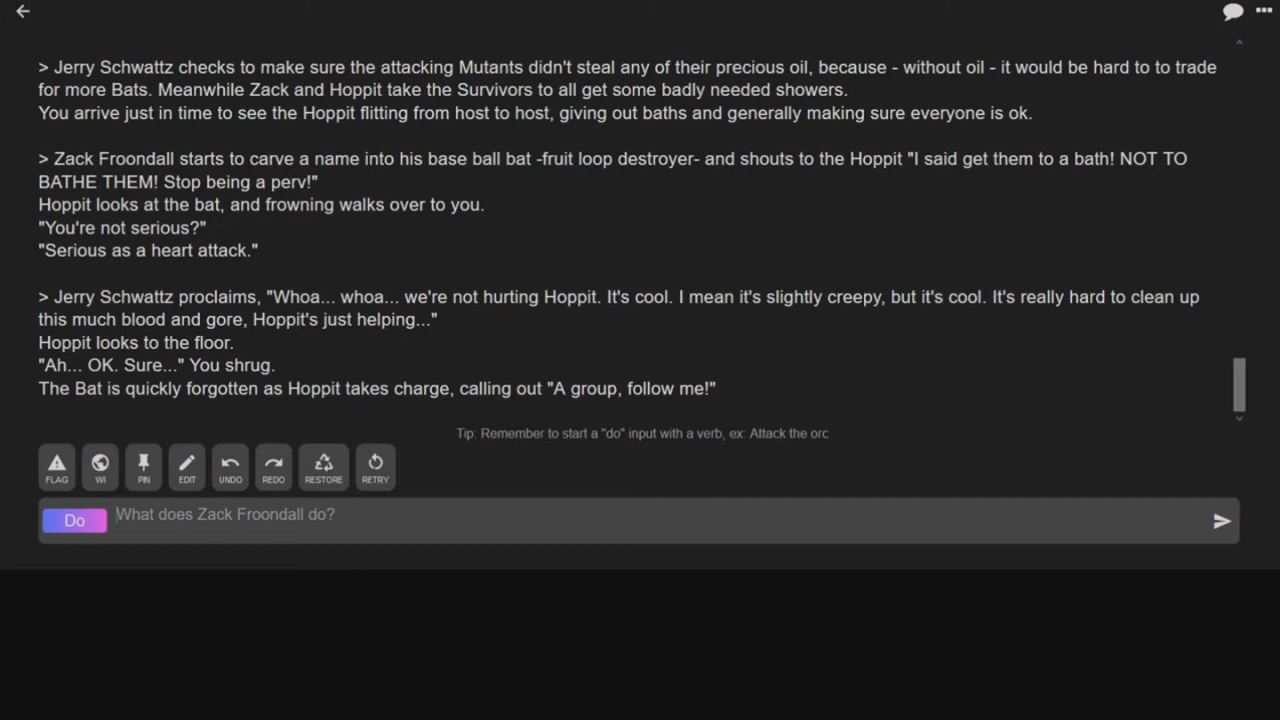 > Jerry Schwattz checks to make sure the attacking Mutants didn't steal any of their precious oil, because - without oil - it would be hard to to trade
for more Bats. Meanwhile Zack and Hoppit take the Survivors to all get some badly needed showers.
You arrive just in time to see the Hoppit flitting from host to host, giving out baths and generally making sure everyone is ok.
> Zack Froondall starts to carve a name into his base ball bat -fruit loop destroyer- and shouts to the Hoppit "I said get them to a bath! NOT TO
BATHE THEM! Stop being a perv!"
Hoppit looks at the bat, and frowning walks over to you.
"You're not serious?"
"Serious as a heart attack."
> Jerry Schwattz proclaims, "Whoa... whoa... we're not hurting Hoppit. It's cool. I mean it's slightly creepy, but it's cool. It's really hard to clean up
this much blood and gore, Hoppit's just helping..."
Hoppit looks to the floor.
"Ah... OK. Sure..." You shrug.
The Bat is quickly forgotten as Hoppit takes charge, calling out "A group, follow me!"
Tip: Remember to start a "do" input with a verb, ex: Attack the orc
FLAG WI PIN EDIT UNDO REDO RESTORE RETRY
Do What does Zack Froondall do?